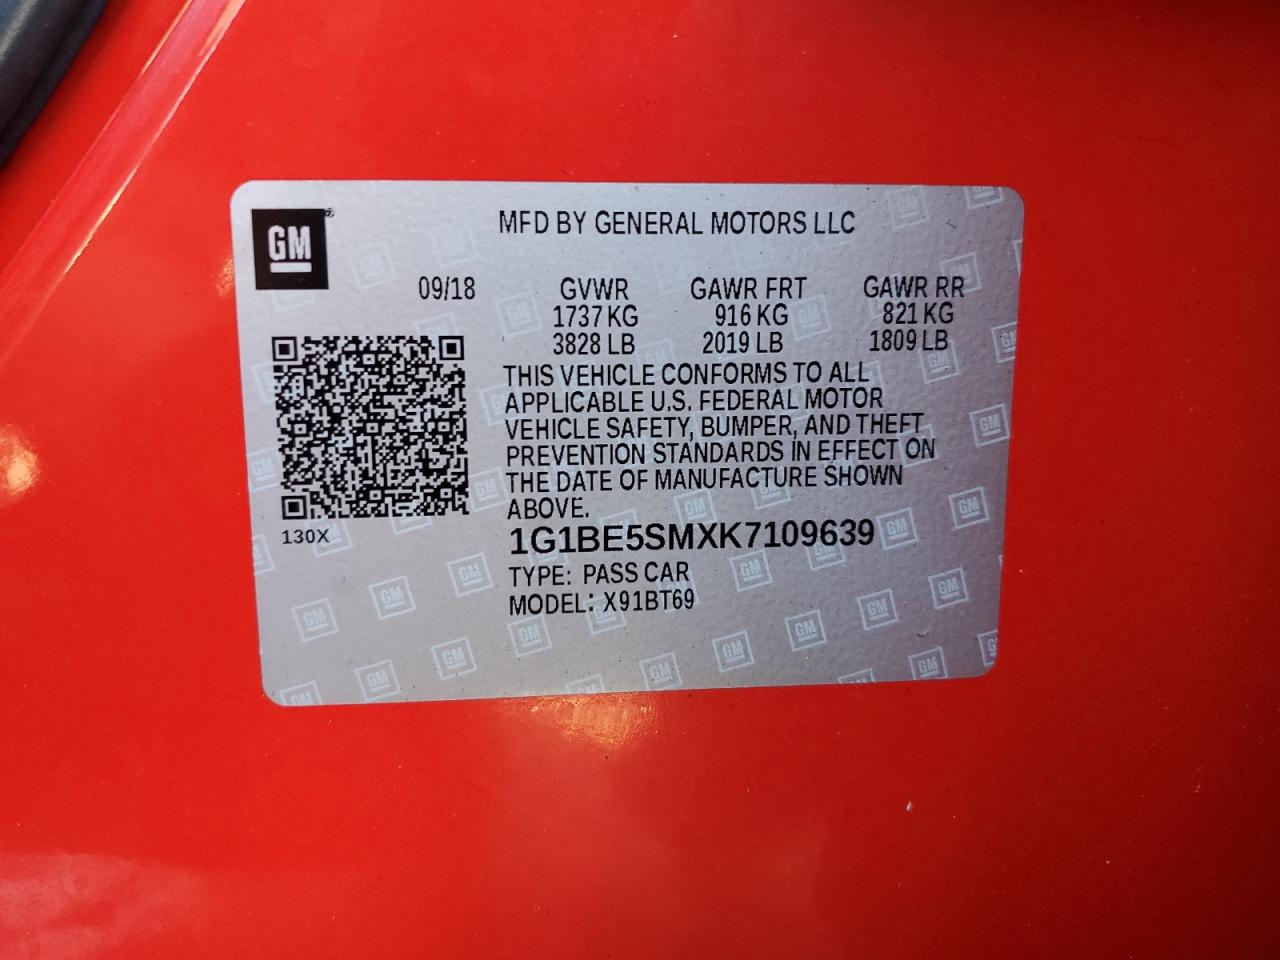 GM
MFD BY GENERAL MOTORS LLC
09/18 GVWR GAWR FRT GAWR RR
1737 KG 916 KG 821 KG
3828 LB 2019 LB 1809 LB
THIS VEHICLE CONFORMS TO ALL
APPLICABLE U.S. FEDERAL MOTOR
VEHICLE SAFETY, BUMPER, AND THEFT
PREVENTION STANDARDS IN EFFECT ON
THE DATE OF MANUFACTURE SHOWN
ABOVE.
130X
1G1BE5SMXK7109639
TYPE: PASS CAR
MODEL: X91BT69